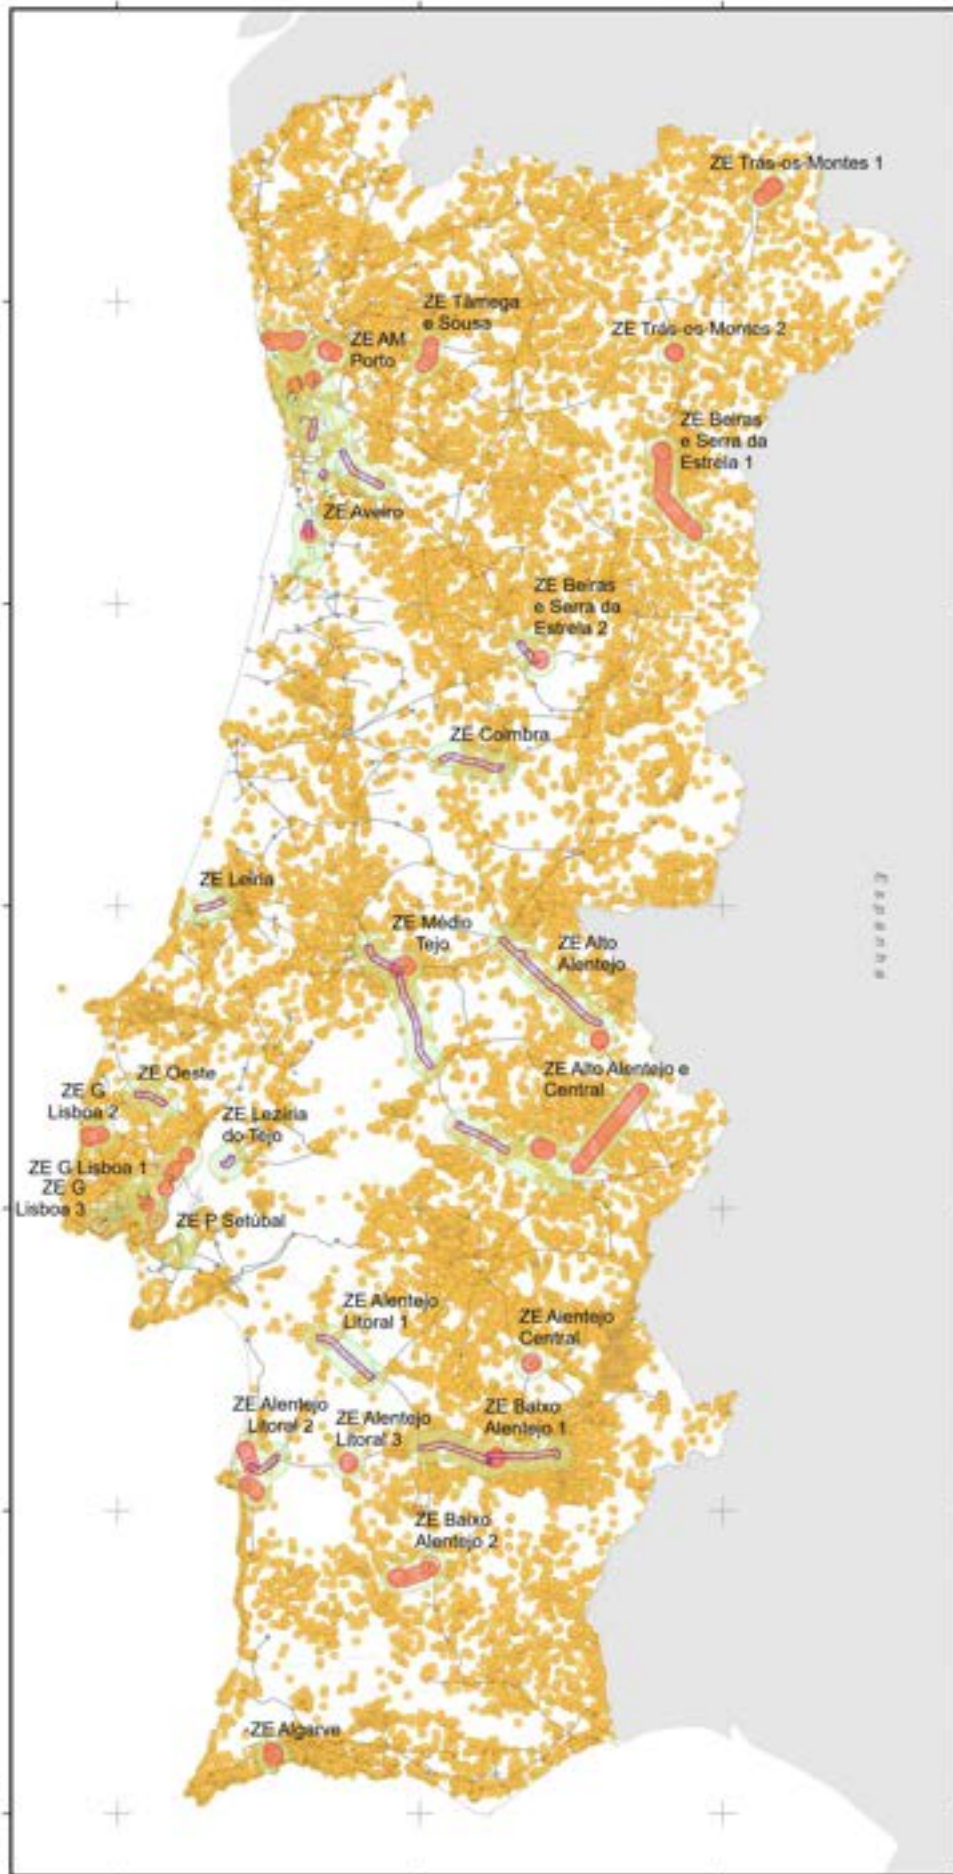 ZE Trás-os-Montes 1
ZE Tâmega
e Sousa
ZE Trás-os-Montes 2
ZE AM
Porto
ZE Beiras
e Serra da
Estrela 1
ZE Aveiro
ZE Beiras
e Serra da
Estrela 2
ZE Coimbra
Espanha
ZE Leiria
ZE Médio
Tejo
ZE Alto
Alentejo
ZE Alto Alentejo e
Central
ZE Oeste
ZE G
Lisboa 2
ZE Lezíria
do Tejo
ZE G Lisboa 1
ZE G
Lisboa 3
ZE P Setúbal
ZE Alentejo
Litoral 1
ZE Alentejo
Central
ZE Alentejo
Litoral 2
ZE Alentejo
Litoral 3
ZE Baixo
Alentejo 1
ZE Baixo
Alentejo 2
ZE Algarve